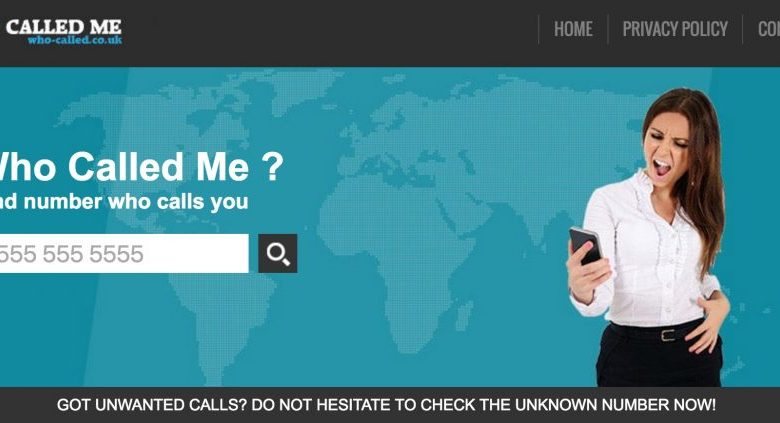 CALLED ME
who-called.co.uk
HOME
PRIVACY POLICY
Who Called Me ?
number who calls you
555 555 5555
GOT UNWANTED CALLS? DO NOT HESITATE TO CHECK THE UNKNOWN NUMBER NOW!